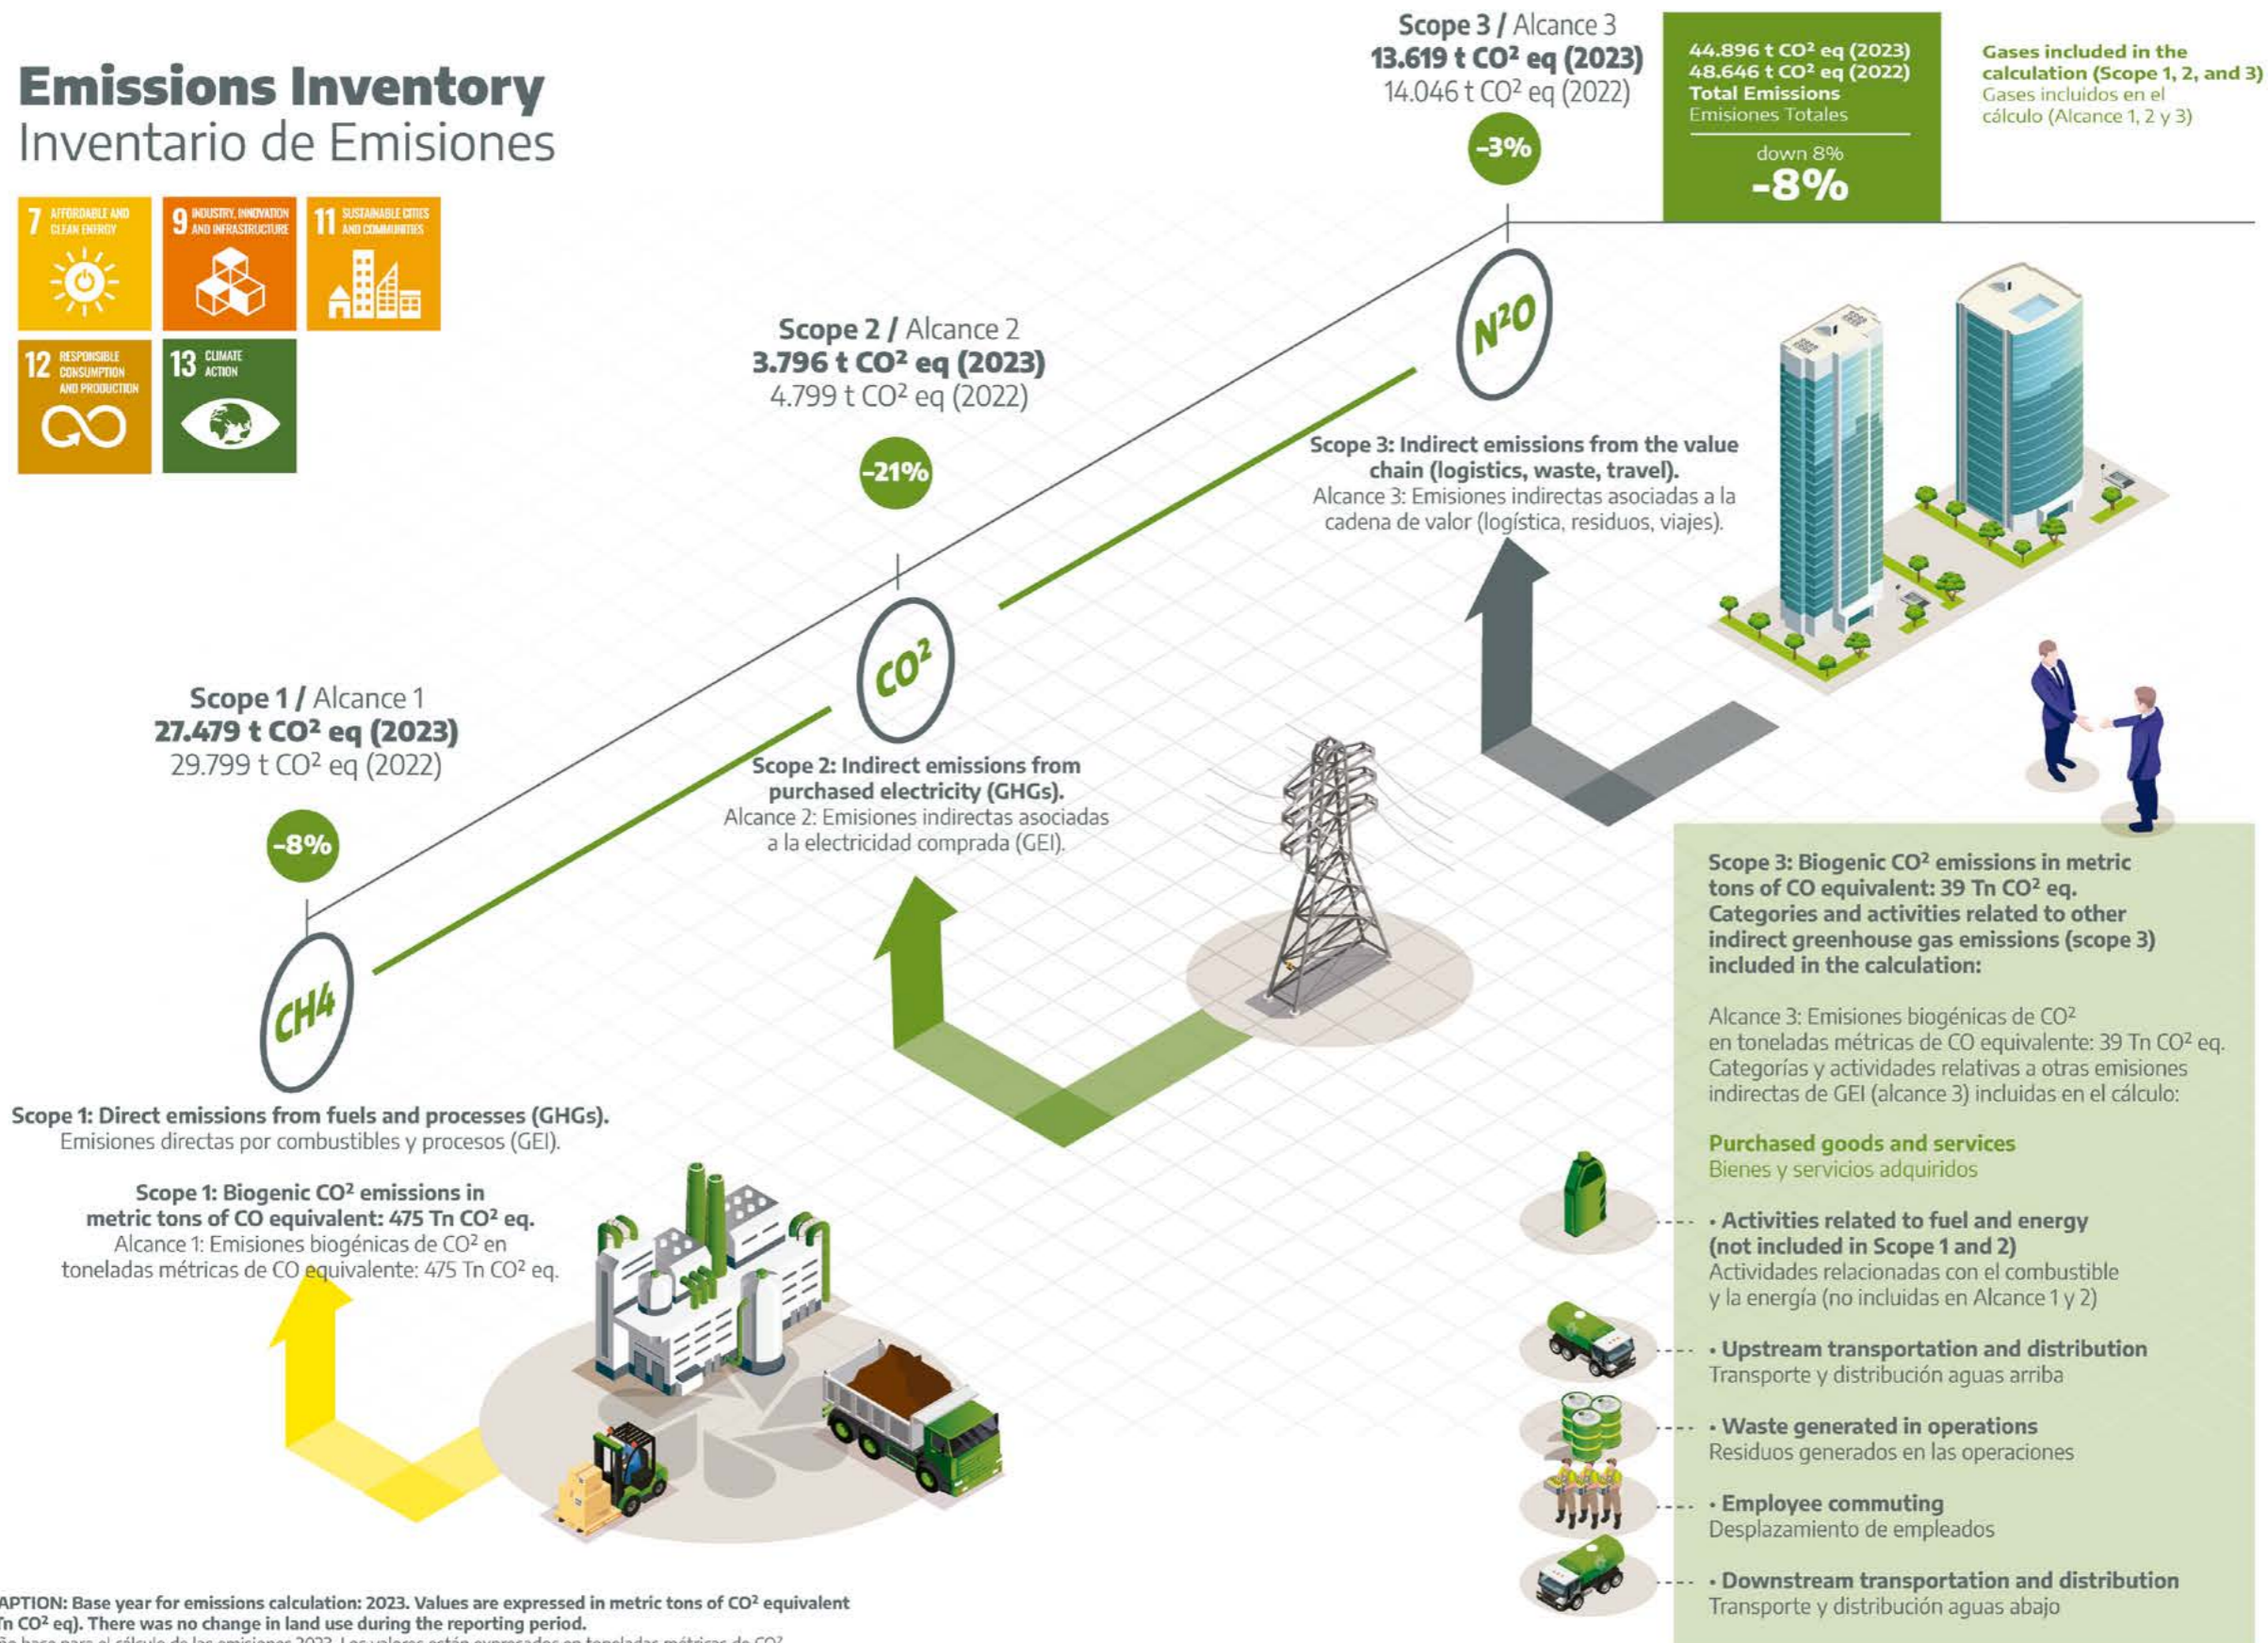 Emissions Inventory
Inventario de Emisiones
7 AFFORDABLE AND
CLEAN ENERGY
9 INDUSTRY, INNOVATION
AND INFRASTRUCTURE
11 SUSTAINABLE CITIES
AND COMMUNITIES
12 RESPONSIBLE
CONSUMPTION
AND PRODUCTION
13 CLIMATE
ACTION
Scope 1 / Alcance 1
27.479 t CO² eq (2023)
29.799 t CO² eq (2022)
-8%
CH4
Scope 1: Direct emissions from fuels and processes (GHGs).
Emisiones directas por combustibles y procesos (GEI).
Scope 1: Biogenic CO² emissions in
metric tons of CO equivalent: 475 Tn CO² eq.
Alcance 1: Emisiones biogénicas de CO² en
toneladas métricas de CO equivalente: 475 Tn CO² eq.
Scope 2 / Alcance 2
3.796 t CO² eq (2023)
4.799 t CO² eq (2022)
-21%
CO²
Scope 2: Indirect emissions from
purchased electricity (GHGs).
Alcance 2: Emisiones indirectas asociadas
a la electricidad comprada (GEI).
Scope 3 / Alcance 3
13.619 t CO² eq (2023)
14.046 t CO² eq (2022)
-3%
N²O
Scope 3: Indirect emissions from the value
chain (logistics, waste, travel).
Alcance 3: Emisiones indirectas asociadas a la
cadena de valor (logística, residuos, viajes).
44.896 t CO² eq (2023)
48.646 t CO² eq (2022)
Total Emissions
Emisiones Totales
down 8%
-8%
Gases included in the
calculation (Scope 1, 2, and 3)
Gases incluidos en el
cálculo (Alcance 1, 2 y 3)
Scope 3: Biogenic CO² emissions in metric
tons of CO equivalent: 39 Tn CO² eq.
Categories and activities related to other
indirect greenhouse gas emissions (scope 3)
included in the calculation:
Alcance 3: Emisiones biogénicas de CO²
en toneladas métricas de CO equivalente: 39 Tn CO² eq.
Categorías y actividades relativas a otras emisiones
indirectas de GEI (alcance 3) incluidas en el cálculo:
Purchased goods and services
Bienes y servicios adquiridos
• Activities related to fuel and energy
(not included in Scope 1 and 2)
Actividades relacionadas con el combustible
y la energía (no incluidas en Alcance 1 y 2)
• Upstream transportation and distribution
Transporte y distribución aguas arriba
• Waste generated in operations
Residuos generados en las operaciones
• Employee commuting
Desplazamiento de empleados
• Downstream transportation and distribution
Transporte y distribución aguas abajo
APTION: Base year for emissions calculation: 2023. Values are expressed in metric tons of CO² equivalent
n CO² eq). There was no change in land use during the reporting period.
base para el cálculo de las emisiones 2023. Los valores están expresados en toneladas métricas de CO²